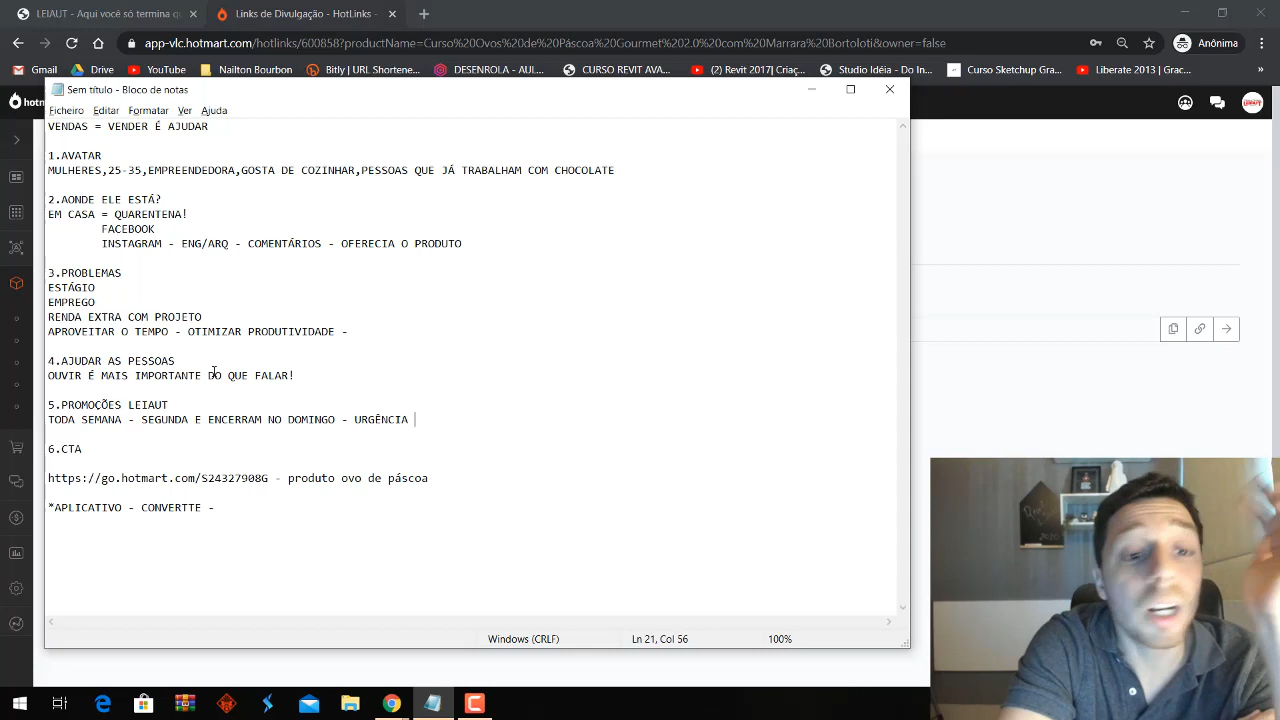 LEIAUT - Aqui você só termina qu
Links de Divulgação - HotLinks -
app-vlc.hotmart.com/hotlinks/600858?productName=Curso%20Ovos%20de%20Páscoa%20Gourmet%202.0%20com%20Marrara%20Bortoloti&owner=false
Anônima
Gmail
Drive
YouTube
Nailton Bourbon
Bitly | URL Shortene...
DESENROLA - AUL...
CURSO REVIT AVA...
(2) Revit 2017| Criaç...
Studio Idéia - Do In...
Curso Sketchup Gra...
Liberate 2013 | Grac...
Sem título - Bloco de notas
Ficheiro Editar Formatar Ver Ajuda
VENDAS = VENDER É AJUDAR
1.AVATAR
MULHERES,25-35,EMPREENDEDORA,GOSTA DE COZINHAR,PESSOAS QUE JÁ TRABALHAM COM CHOCOLATE
2.AONDE ELE ESTÁ?
EM CASA = QUARENTENA!
FACEBOOK
INSTAGRAM - ENG/ARQ - COMENTÁRIOS - OFERECIA O PRODUTO
3.PROBLEMAS
ESTÁGIO
EMPREGO
RENDA EXTRA COM PROJETO
APROVEITAR O TEMPO - OTIMIZAR PRODUTIVIDADE -
4.AJUDAR AS PESSOAS
OUVIR É MAIS IMPORTANTE DO QUE FALAR!
5.PROMOÇÕES LEIAUT
TODA SEMANA - SEGUNDA E ENCERRAM NO DOMINGO - URGÊNCIA
6.CTA
https://go.hotmart.com/S24327908G - produto ovo de páscoa
*APLICATIVO - CONVERTTE -
Windows (CRLF)
Ln 21, Col 56
100%